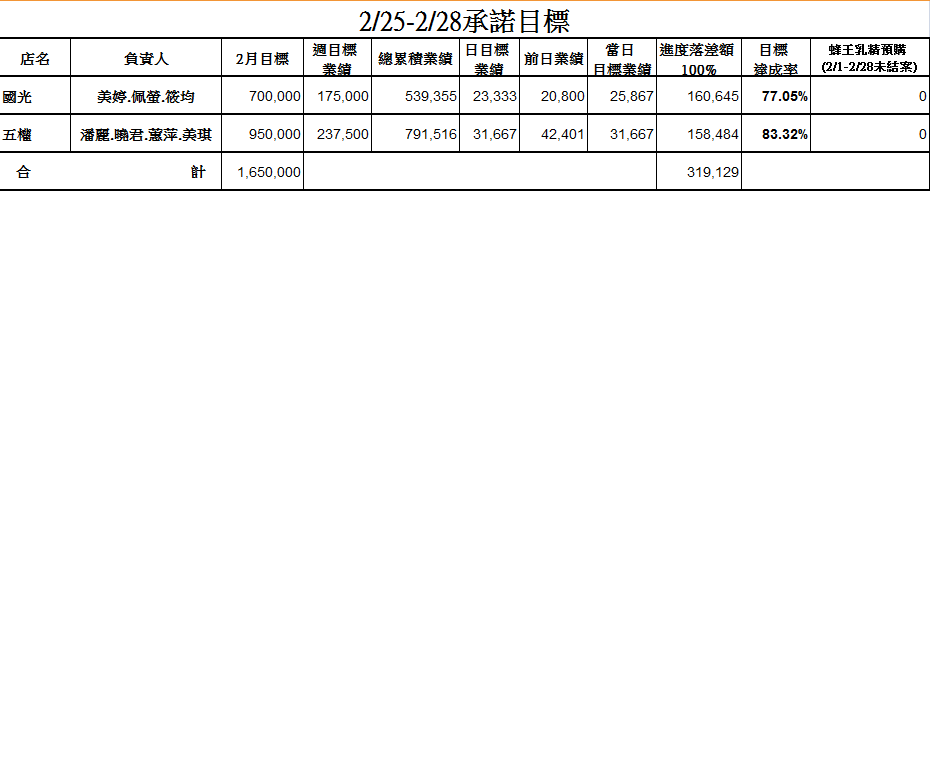 2/25-2/28承諾目標
店名 負責人 2月目標 週目標業績 總累積業績 日目標業績 前日業績 當日目標業績 進度落差額100% 目標達成率 蜂王乳精預購(2/1-2/28未結案)
國光 美婷.佩螢.筱均 700,000 175,000 539,355 23,333 20,800 25,867 160,645 77.05% 0
五權 潘麗.曉君.蕙萍.美琪 950,000 237,500 791,516 31,667 42,401 31,667 158,484 83.32% 0
合計 1,650,000 319,129